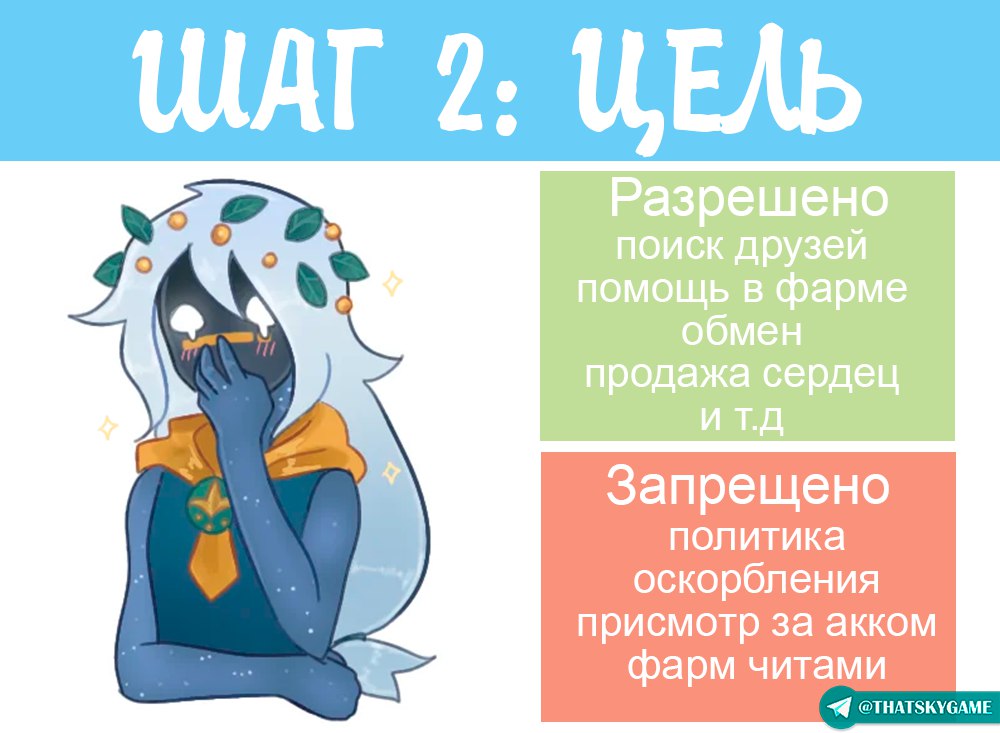 ШАГ 2: ЦЕЛЬ
Разрешено
поиск друзей
помощь в фарме
обмен
продажа сердец
и т.д
Запрещено
политика
оскорбления
присмотр за акком
фарм читами
@THATSKYGAME